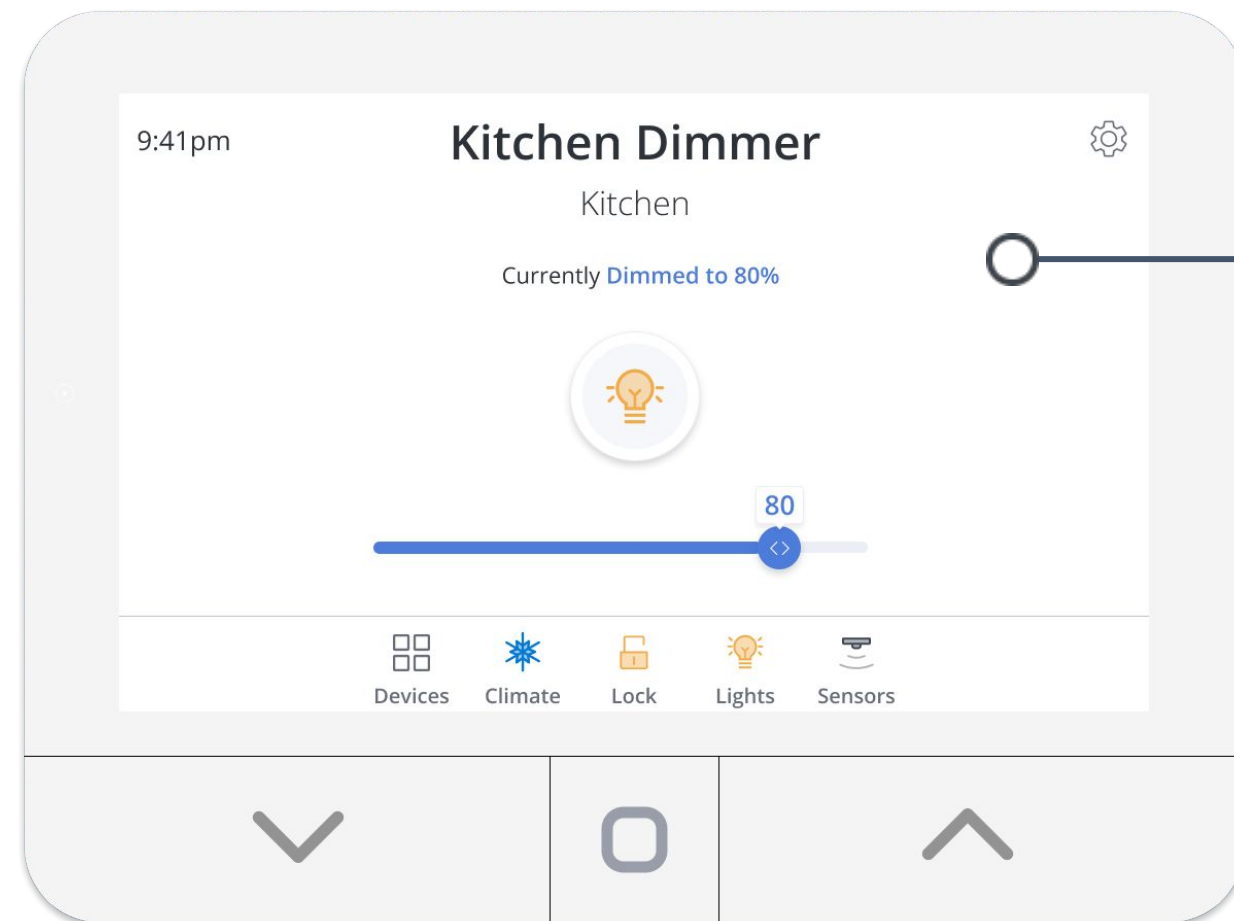 9:41pm
Kitchen Dimmer
Kitchen
Currently Dimmed to 80%
80
Devices Climate Lock Lights Sensors